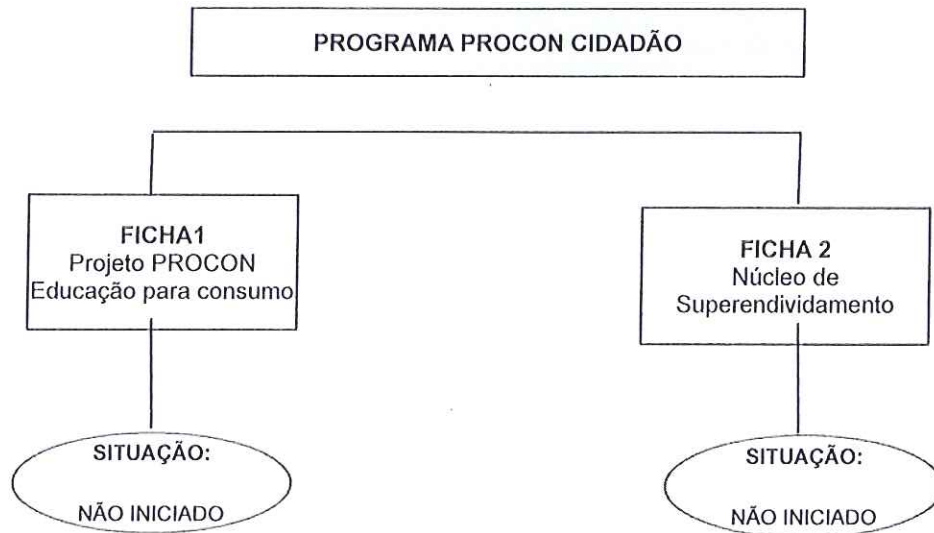 PROGRAMA PROCON CIDADÃO
FICHA1
Projeto PROCON
Educação para consumo
FICHA 2
Núcleo de
Superendividamento
SITUAÇÃO:
NÃO INICIADO
SITUAÇÃO:
NÃO INICIADO